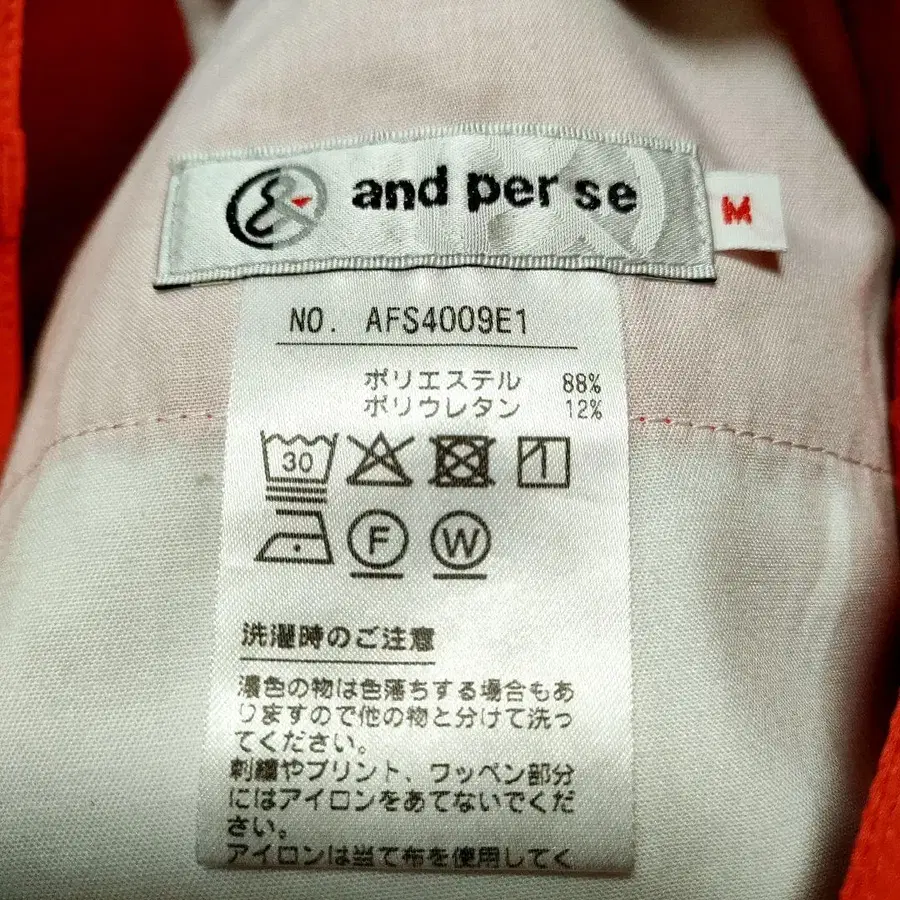 and per se
M
NO. AFS4009E1
ポリエステル 88%
ポリウレタン 12%
30
F W
洗濯時のご注意
濃色の物は色落ちする場合もあ
りますので他の物と分けて洗っ
てください。
刺繍やプリント、ワッペン部分
にはアイロンをあてないでくだ
さい。
アイロンは当て布を使用してく